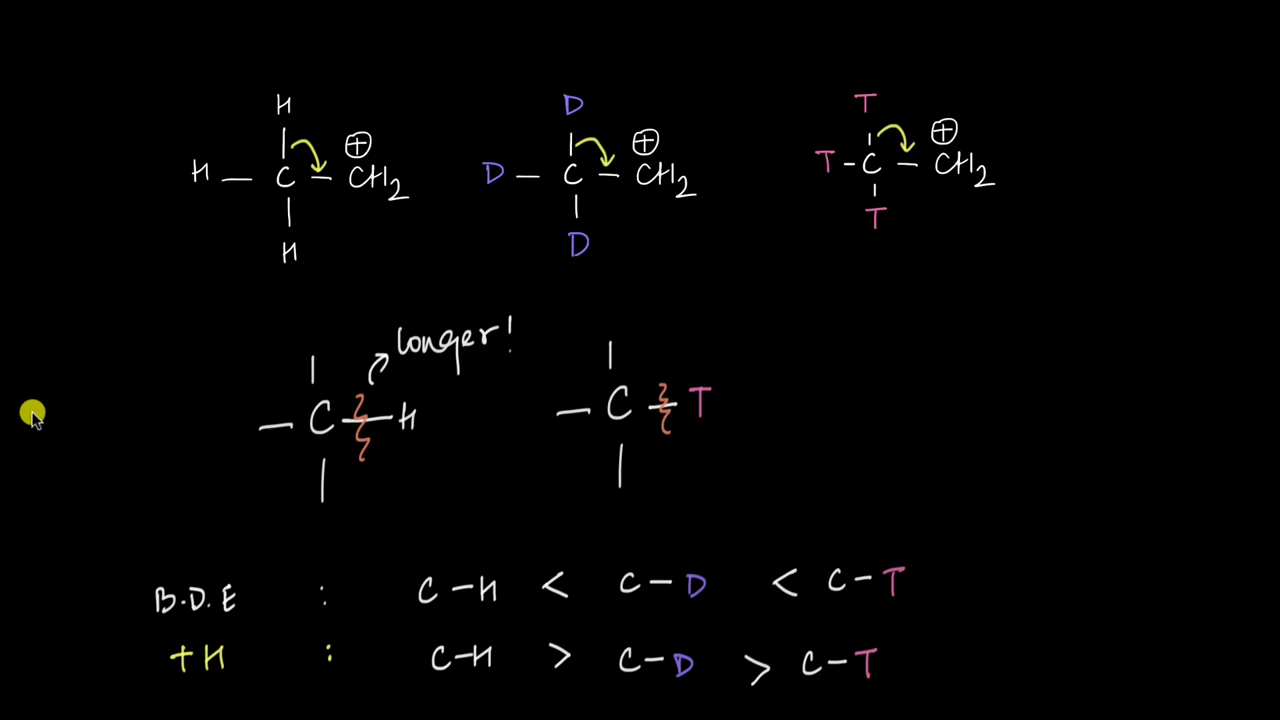 H D T
H — C — CH2 ⊕ D — C — CH2 ⊕ T - C — CH2 ⊕
H D T
longer!
— C — H — C — T
B.D.E : C-H < C-D < C-T
+H : C-H > C-D > C-T